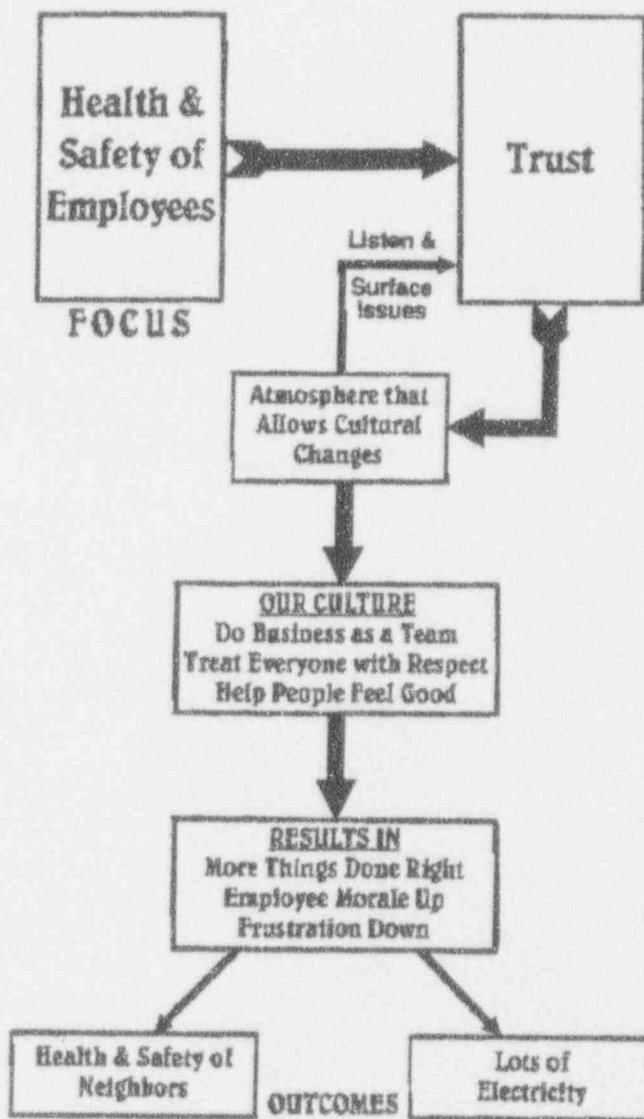 Health &
Safety of
Employees
FOCUS
Trust
Listen &
Surface
Issues
Atmosphere that
Allows Cultural
Changes
OUR CULTURE
Do Business as a Team
Treat Everyone with Respect
Help People Feel Good
RESULTS IN
More Things Done Right
Employee Morale Up
Frustration Down
Health & Safety of
Neighbors
OUTCOMES
Lots of
Electricity